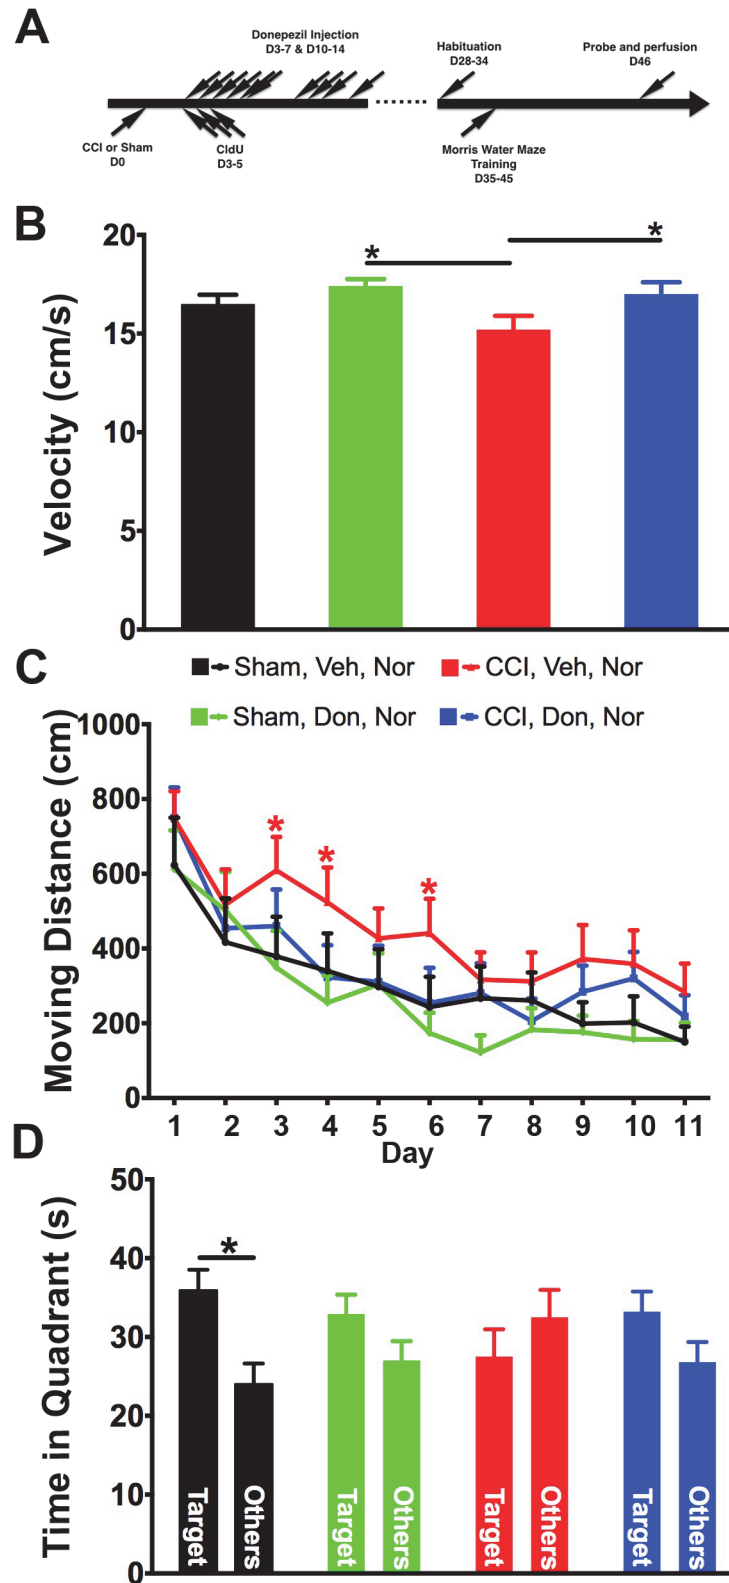 A
Donepezil Injection
D3-7 & D10-14
Habituation
D28-34
Probe and perfusion
D46
CCI or Sham
D0
CldU
D3-5
Morris Water Maze
Training
D35-45
B
Velocity (cm/s)
20
15
10
5
0
*
*
C
Sham, Veh, Nor
CCI, Veh, Nor
Sham, Don, Nor
CCI, Don, Nor
Moving Distance (cm)
1000
800
600
400
200
0
* * *
1 2 3 4 5 6 7 8 9 10 11
Day
D
Time in Quadrant (s)
50
40
30
20
10
0
*
Target Others Target Others Target Others Target Others